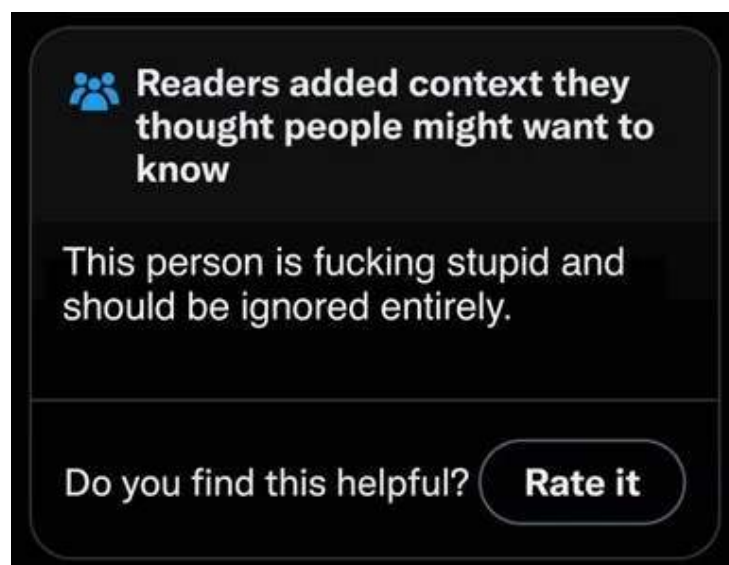 Readers added context they
thought people might want to
know
This person is fucking stupid and
should be ignored entirely.
Do you find this helpful? Rate it